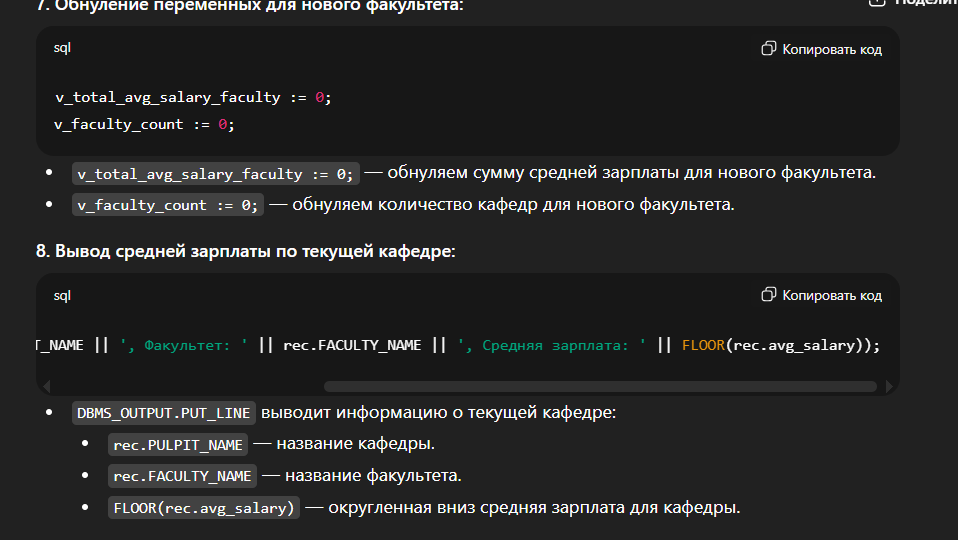 7. Обнуление переменных для нового факультета:
Поделит
sql
Копировать код
v_total_avg_salary_faculty := 0;
v_faculty_count := 0;
• v_total_avg_salary_faculty := 0; — обнуляем сумму средней зарплаты для нового факультета.
• v_faculty_count := 0; — обнуляем количество кафедр для нового факультета.
8. Вывод средней зарплаты по текущей кафедре:
sql
Копировать код
T_NAME || ', Факультет: ' || rec.FACULTY_NAME || ', Средняя зарплата: ' || FLOOR(rec.avg_salary));
• DBMS_OUTPUT.PUT_LINE выводит информацию о текущей кафедре:
• rec.PULPIT_NAME — название кафедры.
• rec.FACULTY_NAME — название факультета.
• FLOOR(rec.avg_salary) — округленная вниз средняя зарплата для кафедры.